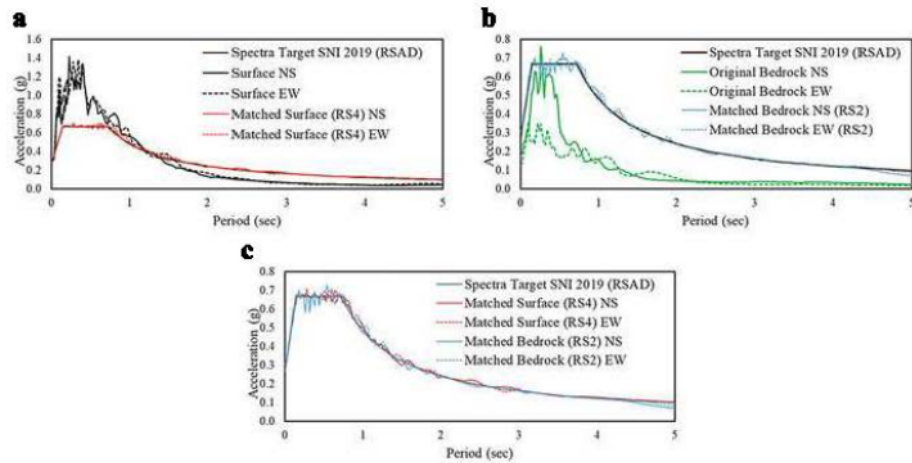 a
1.6
1.4
1.2
1.0
0.8
0.6
0.4
0.2
0.0
Acceleration (g)
0 1 2 3 4 5
Period (sec)
Spectra Target SNI 2019 (RSAD)
Surface NS
Surface EW
Matched Surface (RS4) NS
Matched Surface (RS4) EW
b
0.8
0.7
0.6
0.5
0.4
0.3
0.2
0.1
0.0
Acceleration (g)
0 1 2 3 4 5
Period (sec)
Spectra Target SNI 2019 (RSAD)
Original Bedrock NS
Original Bedrock EW
Matched Bedrock NS (RS2)
Matched Bedrock EW (RS2)
c
0.8
0.7
0.6
0.5
0.4
0.3
0.2
0.1
0.0
Acceleration (g)
0 1 2 3 4 5
Period (sec)
Spectra Target SNI 2019 (RSAD)
Matched Surface (RS4) NS
Matched Surface (RS4) EW
Matched Bedrock (RS2) NS
Matched Bedrock (RS2) EW